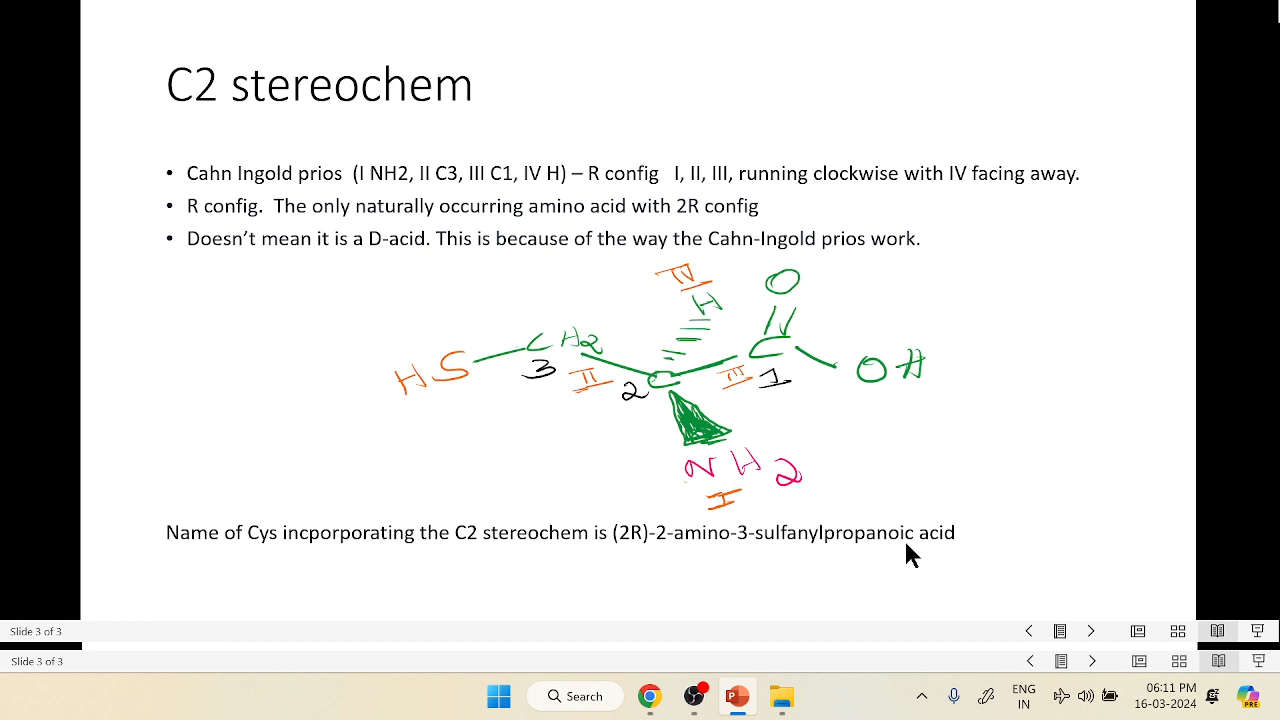 C2 stereochem
• Cahn Ingold prios (I NH2, II C3, III C1, IV H) – R config I, II, III, running clockwise with IV facing away.
• R config. The only naturally occurring amino acid with 2R config
• Doesn’t mean it is a D-acid. This is because of the way the Cahn-Ingold prios work.
IV
H
O
HS CH2 C C OH
3 II 2 III 1
NH2
I
Name of Cys incporporating the C2 stereochem is (2R)-2-amino-3-sulfanylpropanoic acid
Slide 3 of 3
Slide 3 of 3
Search
ENG
IN
06:11 PM
16-03-2024
PRE